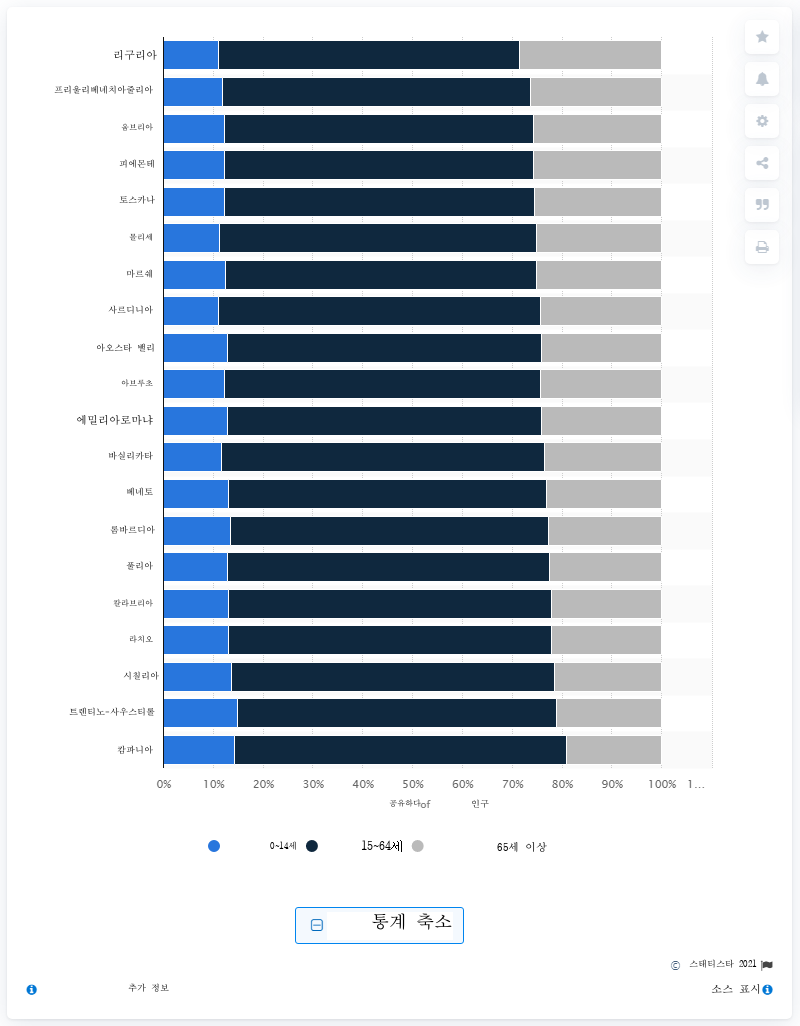 리구리아
프리울리베네치아줄리아
움브리아
피에몬테
토스카나
몰리세
마르쉐
사르디니아
아오스타 밸리
아브루초
에밀리아로마냐
바실리카타
베네토
롬바르디아
풀리아
칼라브리아
라치오
시칠리아
트렌티노-사우스티롤
캄파니아
0% 10% 20% 30% 40% 50% 60% 70% 80% 90% 100% 1...
공유하다of 인구
0~14세 15~64세 65세 이상
통계 축소
© 스태티스타 2021
추가 정보 소스 표시